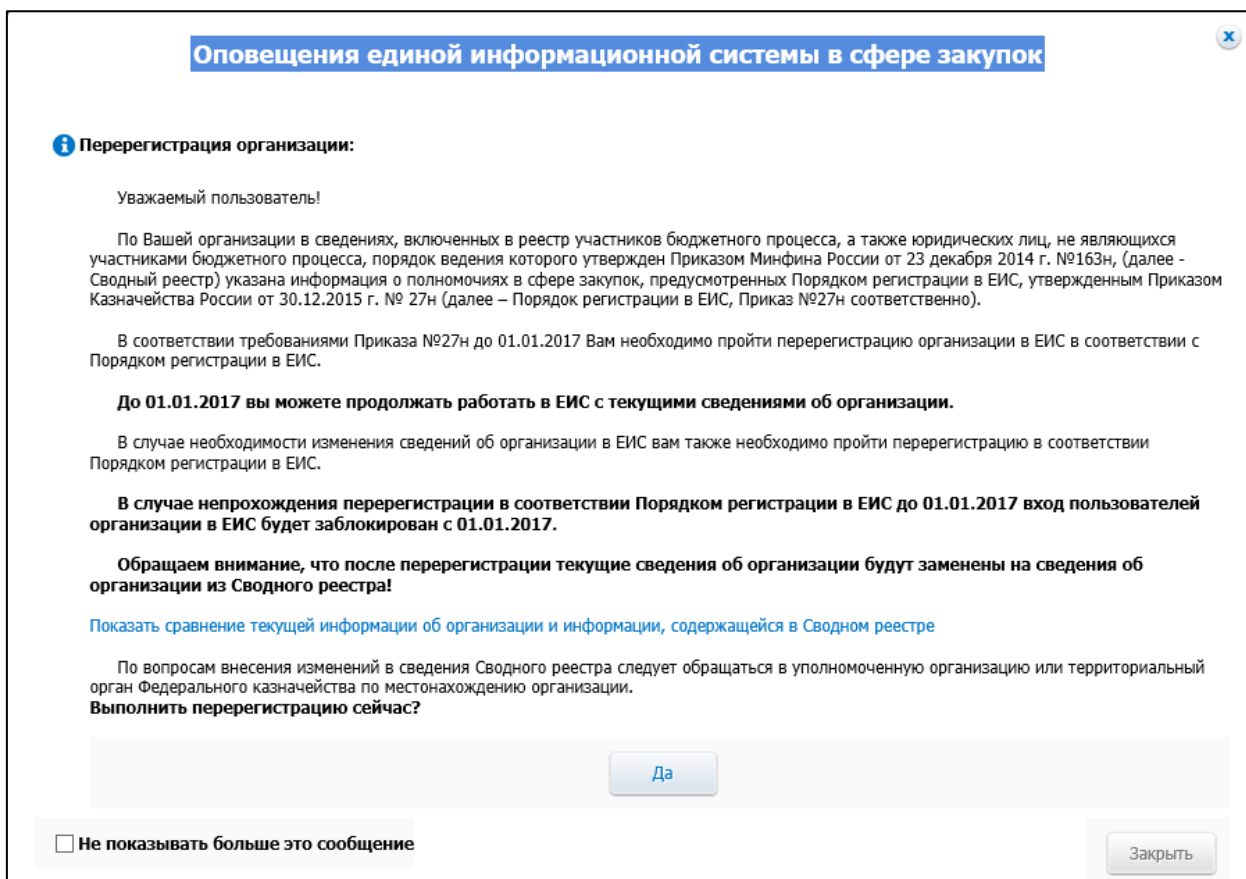 Оповещения единой информационной системы в сфере закупок
x
Перерегистрация организации:
Уважаемый пользователь!
По Вашей организации в сведениях, включенных в реестр участников бюджетного процесса, а также юридических лиц, не являющихся
участниками бюджетного процесса, порядок ведения которого утвержден Приказом Минфина России от 23 декабря 2014 г. №163н, (далее -
Сводный реестр) указана информация о полномочиях в сфере закупок, предусмотренных Порядком регистрации в ЕИС, утвержденным Приказом
Казначейства России от 30.12.2015 г. № 27н (далее – Порядок регистрации в ЕИС, Приказ №27н соответственно).
В соответствии требованиями Приказа №27н до 01.01.2017 Вам необходимо пройти перерегистрацию организации в ЕИС в соответствии с
Порядком регистрации в ЕИС.
До 01.01.2017 вы можете продолжать работать в ЕИС с текущими сведениями об организации.
В случае необходимости изменения сведений об организации в ЕИС вам также необходимо пройти перерегистрацию в соответствии
Порядком регистрации в ЕИС.
В случае непрохождения перерегистрации в соответствии Порядком регистрации в ЕИС до 01.01.2017 вход пользователей
организации в ЕИС будет заблокирован с 01.01.2017.
Обращаем внимание, что после перерегистрации текущие сведения об организации будут заменены на сведения об
организации из Сводного реестра!
Показать сравнение текущей информации об организации и информации, содержащейся в Сводном реестре
По вопросам внесения изменений в сведения Сводного реестра следует обращаться в уполномоченную организацию или территориальный
орган Федерального казначейства по местонахождению организации.
Выполнить перерегистрацию сейчас?
Да
Не показывать больше это сообщение
Закрыть